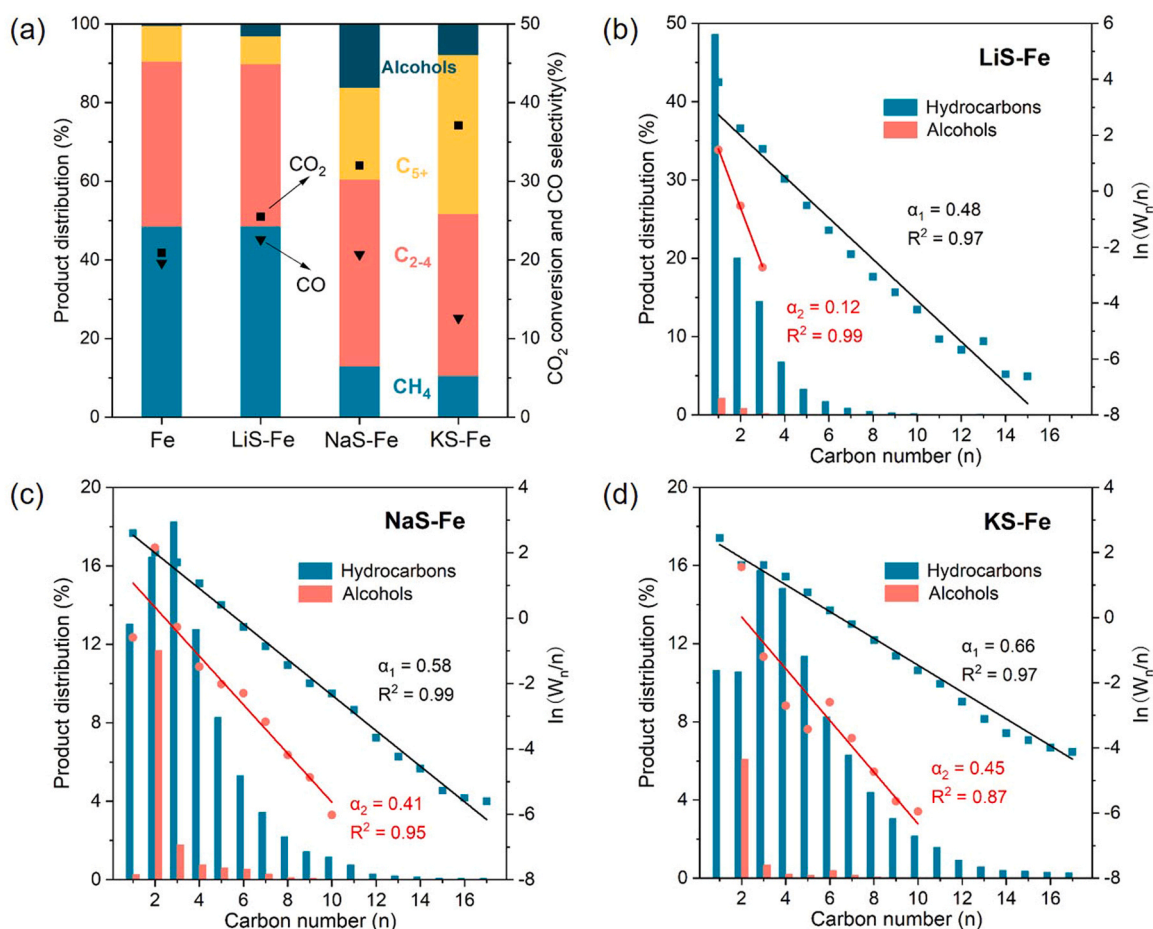 (a)
Product distribution (%)
100
80
60
40
20
0
Alcohols
C5+
C2-4
CH4
CO2
CO
Fe
LiS-Fe
NaS-Fe
KS-Fe
50
40
30
20
10
0
CO2 conversion and CO selectivity(%)
(b)
LiS-Fe
Hydrocarbons
Alcohols
α1 = 0.48
R2 = 0.97
α2 = 0.12
R2 = 0.99
Product distribution (%)
50
40
30
20
10
0
2 4 6 8 10 12 14 16
Carbon number (n)
6
4
2
0
-2
-4
-6
-8
ln(Wn/n)
(c)
NaS-Fe
Hydrocarbons
Alcohols
α1 = 0.58
R2 = 0.99
α2 = 0.41
R2 = 0.95
Product distribution (%)
20
16
12
8
4
0
2 4 6 8 10 12 14 16
Carbon number (n)
4
2
0
-2
-4
-6
-8
ln(Wn/n)
(d)
KS-Fe
Hydrocarbons
Alcohols
α1 = 0.66
R2 = 0.97
α2 = 0.45
R2 = 0.87
Product distribution (%)
20
16
12
8
4
0
2 4 6 8 10 12 14 16
Carbon number (n)
4
2
0
-2
-4
-6
-8
ln(Wn/n)